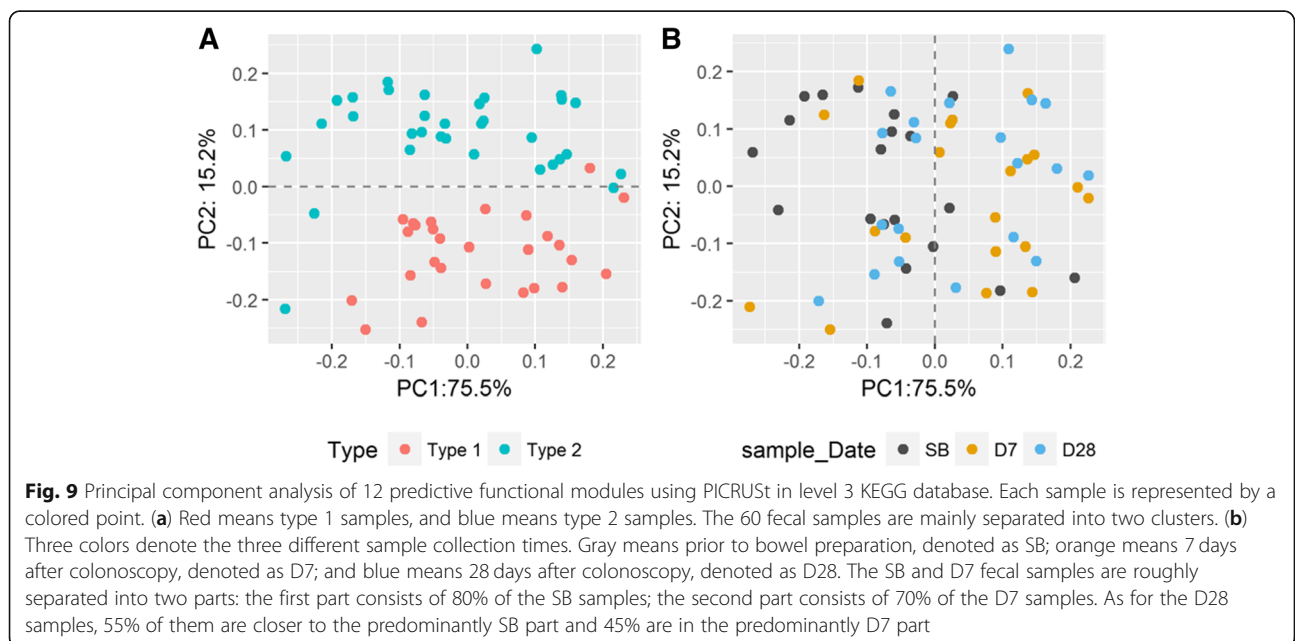 A
B
PC2: 15.2%
0.2
0.1
0.0
-0.1
-0.2
-0.2
-0.1
0.0
0.1
0.2
PC1:75.5%
PC2: 15.2%
0.2
0.1
0.0
-0.1
-0.2
-0.2
-0.1
0.0
0.1
0.2
PC1:75.5%
Type Type 1 Type 2
sample_Date SB D7 D28
Fig. 9 Principal component analysis of 12 predictive functional modules using PICRUSt in level 3 KEGG database. Each sample is represented by a
colored point. (a) Red means type 1 samples, and blue means type 2 samples. The 60 fecal samples are mainly separated into two clusters. (b)
Three colors denote the three different sample collection times. Gray means prior to bowel preparation, denoted as SB; orange means 7 days
after colonoscopy, denoted as D7; and blue means 28 days after colonoscopy, denoted as D28. The SB and D7 fecal samples are roughly
separated into two parts: the first part consists of 80% of the SB samples; the second part consists of 70% of the D7 samples. As for the D28
samples, 55% of them are closer to the predominantly SB part and 45% are in the predominantly D7 part